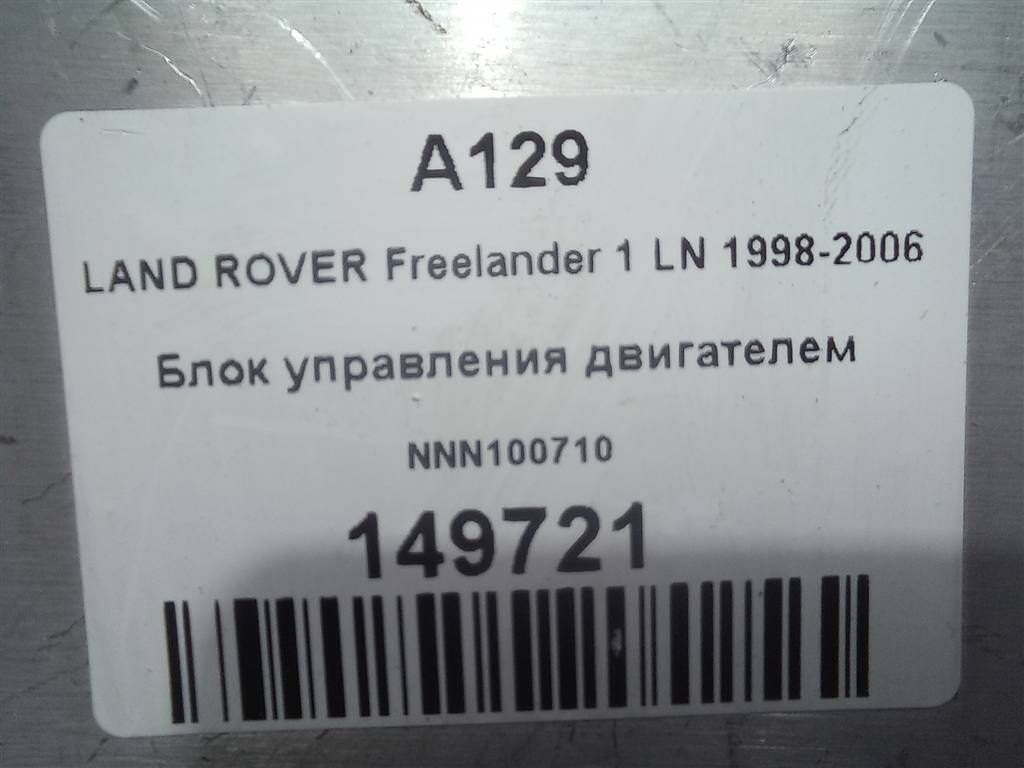 A129
LAND ROVER Freelander 1 LN 1998-2006
Блок управления двигателем
NNN100710
149721